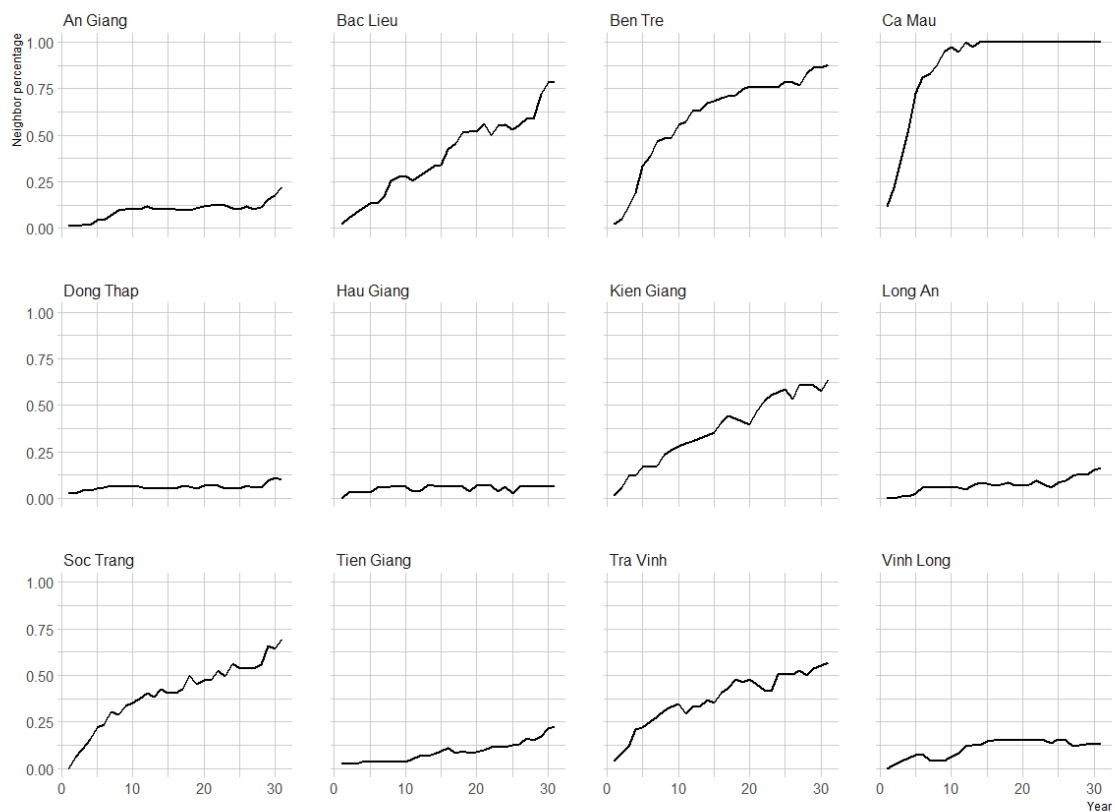 An Giang Bac Lieu Ben Tre Ca Mau
Neighbor percentage
1.00
0.75
0.50
0.25
0.00
Dong Thap Hau Giang Kien Giang Long An
1.00
0.75
0.50
0.25
0.00
Soc Trang Tien Giang Tra Vinh Vinh Long
1.00
0.75
0.50
0.25
0.00
0 10 20 30 0 10 20 30 0 10 20 30 0 10 20 30
Year